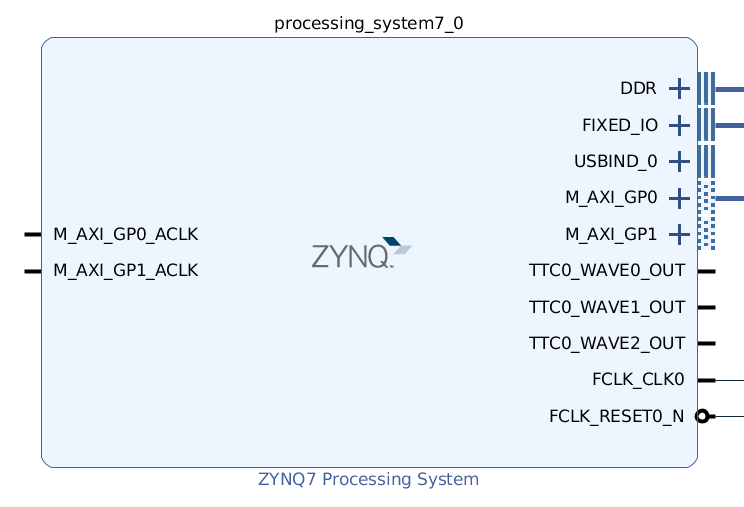 processing_system7_0
DDR
FIXED_IO
USBIND_0
M_AXI_GP0
M_AXI_GP0_ACLK
M_AXI_GP1
ZYNQ
M_AXI_GP1_ACLK
TTC0_WAVE0_OUT
TTC0_WAVE1_OUT
TTC0_WAVE2_OUT
FCLK_CLK0
FCLK_RESET0_N
ZYNQ7 Processing System